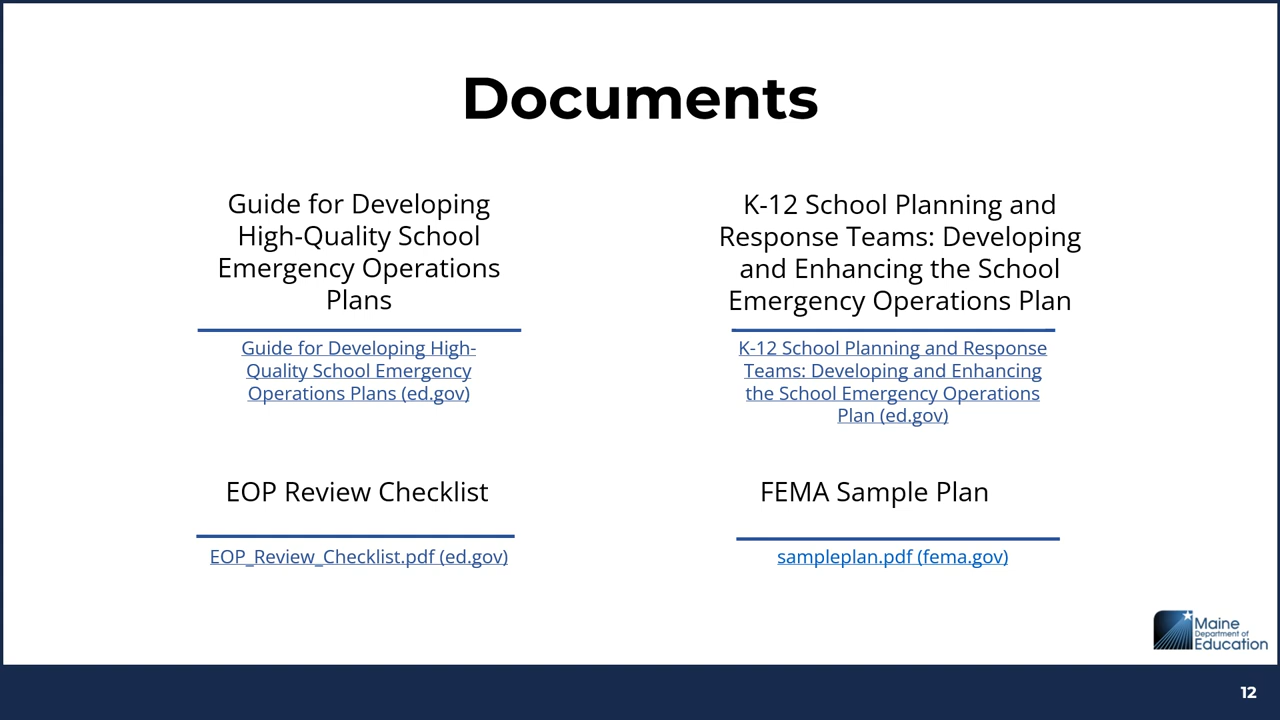 Documents
Guide for Developing
High-Quality School
Emergency Operations
Plans
Guide for Developing High-
Quality School Emergency
Operations Plans (ed.gov)
K-12 School Planning and
Response Teams: Developing
and Enhancing the School
Emergency Operations Plan
K-12 School Planning and Response
Teams: Developing and Enhancing
the School Emergency Operations
Plan (ed.gov)
EOP Review Checklist
EOP_Review_Checklist.pdf (ed.gov)
FEMA Sample Plan
sampleplan.pdf (fema.gov)
Maine
Department of
Education
12